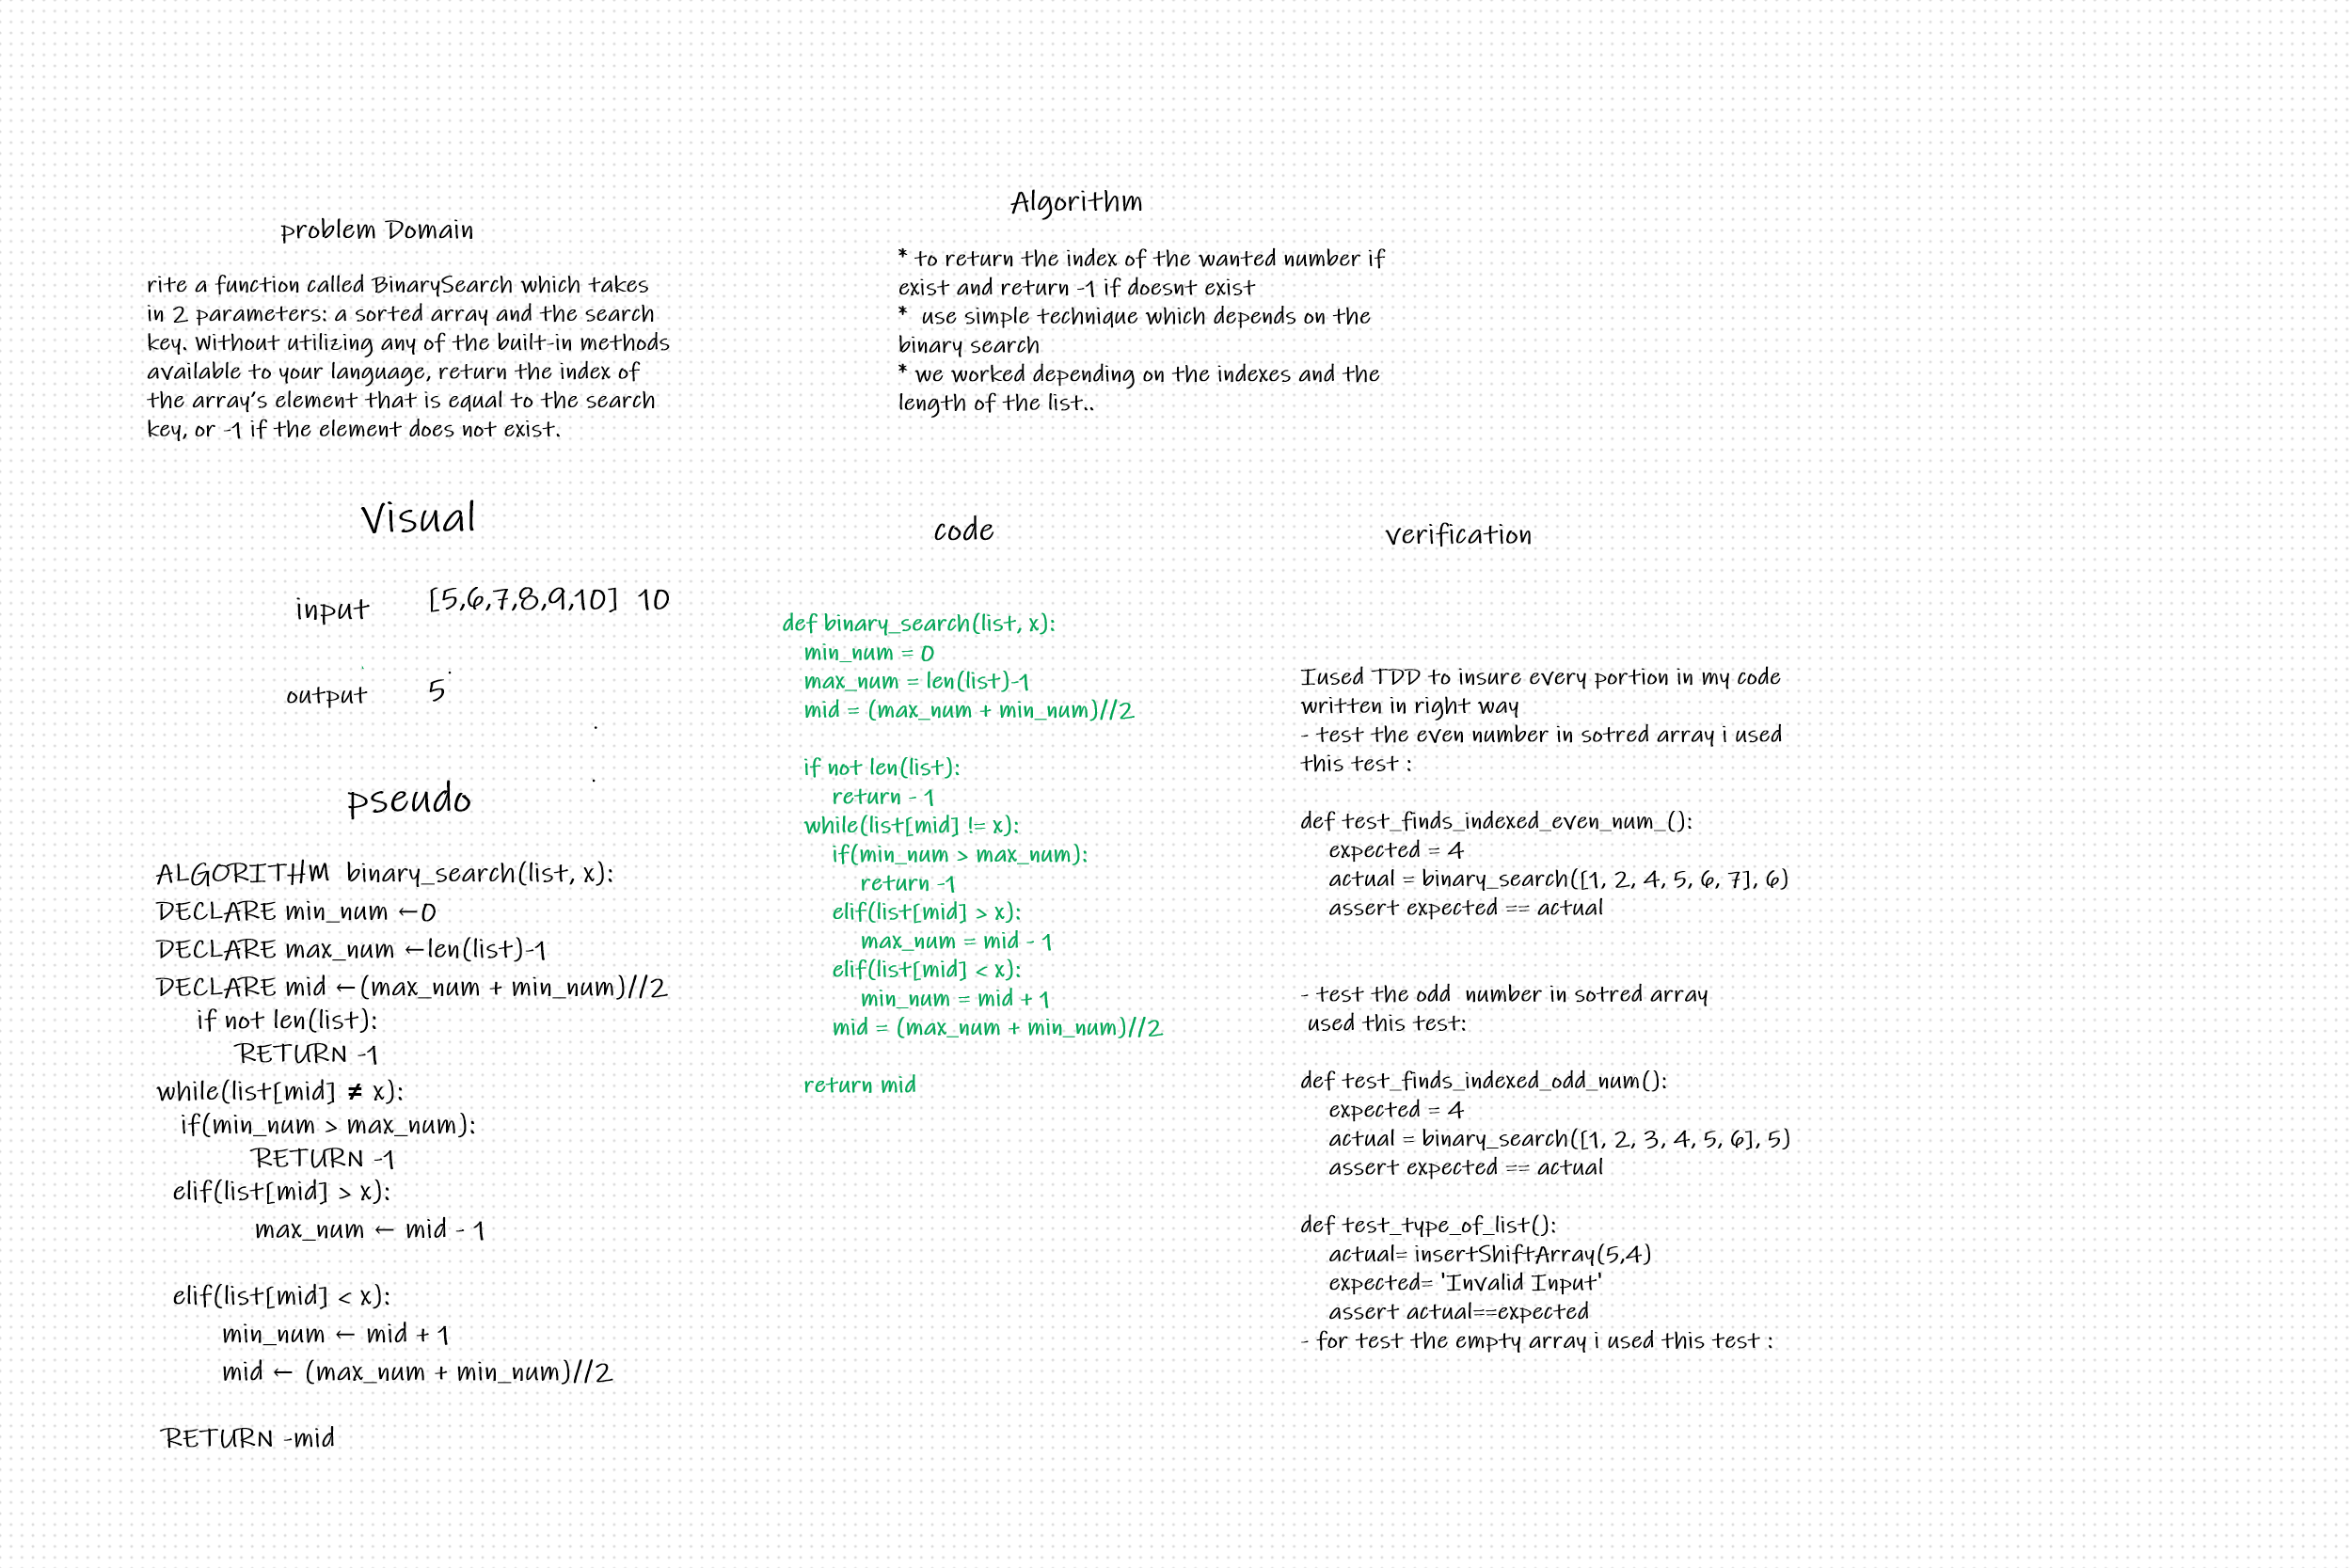 problem Domain
rite a function called BinarySearch which takes
in 2 parameters: a sorted array and the search
key. Without utilizing any of the built-in methods
available to your language, return the index of
the array’s element that is equal to the search
key, or -1 if the element does not exist.
Algorithm
* to return the index of the wanted number if
exist and return -1 if doesnt exist
*  use simple technique which depends on the
binary search
* we worked depending on the indexes and the
length of the list..
Visual
input [5,6,7,8,9,10] 10
output 5
pseudo
ALGORITHM binary_search(list, x):
DECLARE min_num ←0
DECLARE max_num ←len(list)-1
DECLARE mid ←(max_num + min_num)//2
if not len(list):
RETURN -1
while(list[mid] ≠ x):
if(min_num > max_num):
RETURN -1
elif(list[mid] > x):
max_num ← mid - 1
elif(list[mid] < x):
min_num ← mid + 1
mid ← (max_num + min_num)//2
RETURN -mid
code
def binary_search(list, x):
min_num = 0
max_num = len(list)-1
mid = (max_num + min_num)//2
if not len(list):
return - 1
while(list[mid] != x):
if(min_num > max_num):
return -1
elif(list[mid] > x):
max_num = mid - 1
elif(list[mid] < x):
min_num = mid + 1
mid = (max_num + min_num)//2
return mid
verification
Iused TDD to insure every portion in my code
written in right way
- test the even number in sotred array i used
this test :
def test_finds_indexed_even_num_():
expected = 4
actual = binary_search([1, 2, 4, 5, 6, 7], 6)
assert expected == actual
- test the odd  number in sotred array
used this test:
def test_finds_indexed_odd_num():
expected = 4
actual = binary_search([1, 2, 3, 4, 5, 6], 5)
assert expected == actual
def test_type_of_list():
actual= insertShiftArray(5,4)
expected= 'Invalid Input'
assert actual==expected
- for test the empty array i used this test :